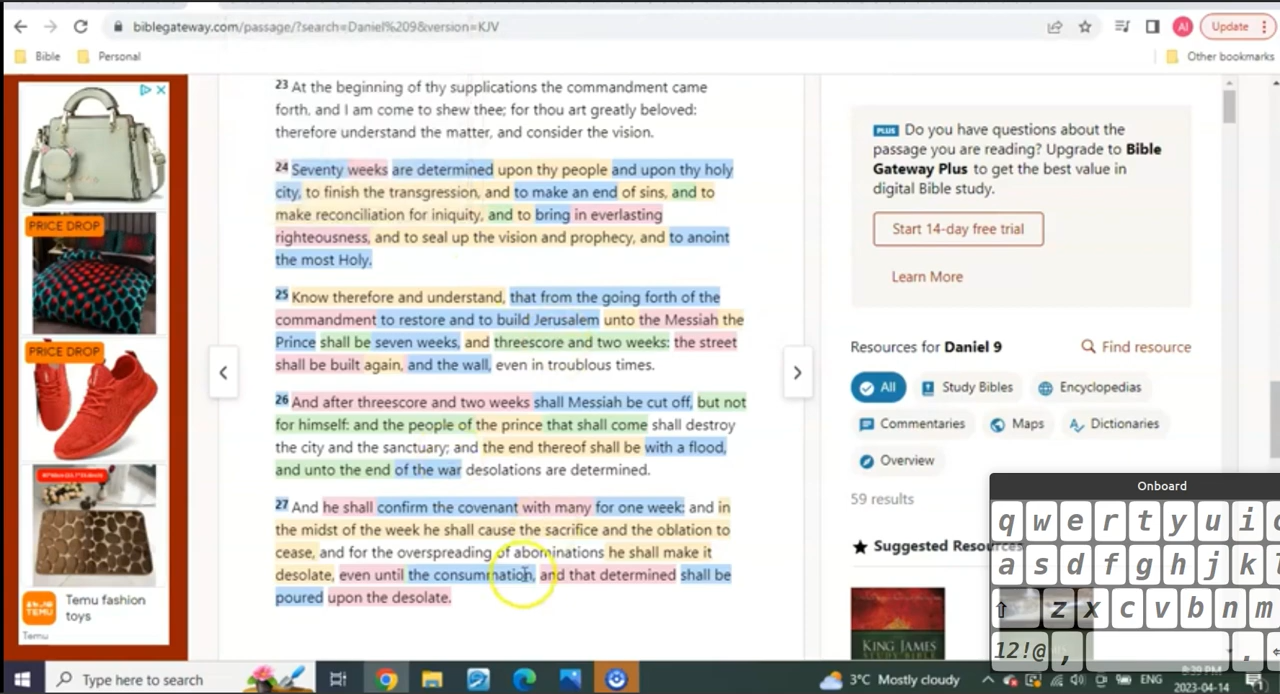 biblegateway.com/passage/?search=Daniel%209&version=KJV
AI
Update
Bible
Personal
Other bookmarks
23 At the beginning of thy supplications the commandment came
forth, and I am come to shew thee; for thou art greatly beloved:
therefore understand the matter, and consider the vision.
24 Seventy weeks are determined upon thy people and upon thy holy
city, to finish the transgression, and to make an end of sins, and to
make reconciliation for iniquity, and to bring in everlasting
righteousness, and to seal up the vision and prophecy, and to anoint
the most Holy.
25 Know therefore and understand, that from the going forth of the
commandment to restore and to build Jerusalem unto the Messiah the
Prince shall be seven weeks, and threescore and two weeks: the street
shall be built again, and the wall, even in troublous times.
26 And after threescore and two weeks shall Messiah be cut off, but not
for himself: and the people of the prince that shall come shall destroy
the city and the sanctuary; and the end thereof shall be with a flood,
and unto the end of the war desolations are determined.
27 And he shall confirm the covenant with many for one week: and in
the midst of the week he shall cause the sacrifice and the oblation to
cease, and for the overspreading of abominations he shall make it
desolate, even until the consummation, and that determined shall be
poured upon the desolate.
PRICE DROP
PRICE DROP
TEMU
Temu fashion
toys
Temu
PLUS Do you have questions about the
passage you are reading? Upgrade to Bible
Gateway Plus to get the best value in
digital Bible study.
Start 14-day free trial
Learn More
Resources for Daniel 9
Find resource
All
Study Bibles
Encyclopedias
Commentaries
Maps
Dictionaries
Overview
59 results
Suggested Resources
KING JAMES
Onboard
q w e r t y u i
a s d f g h j k
z x c v b n m
12!@ , .
Type here to search
3°C Mostly cloudy
ENG
8:39 PM
2023-04-14